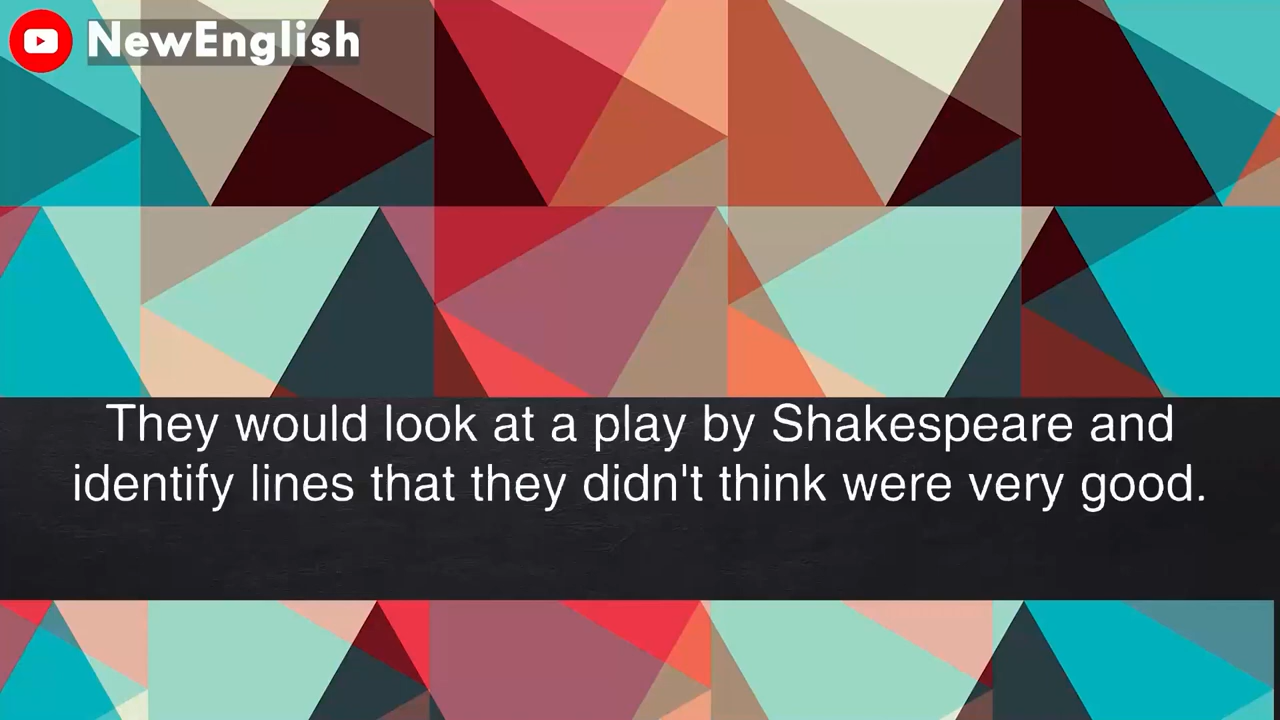 NewEnglish
They would look at a play by Shakespeare and
identify lines that they didn't think were very good.